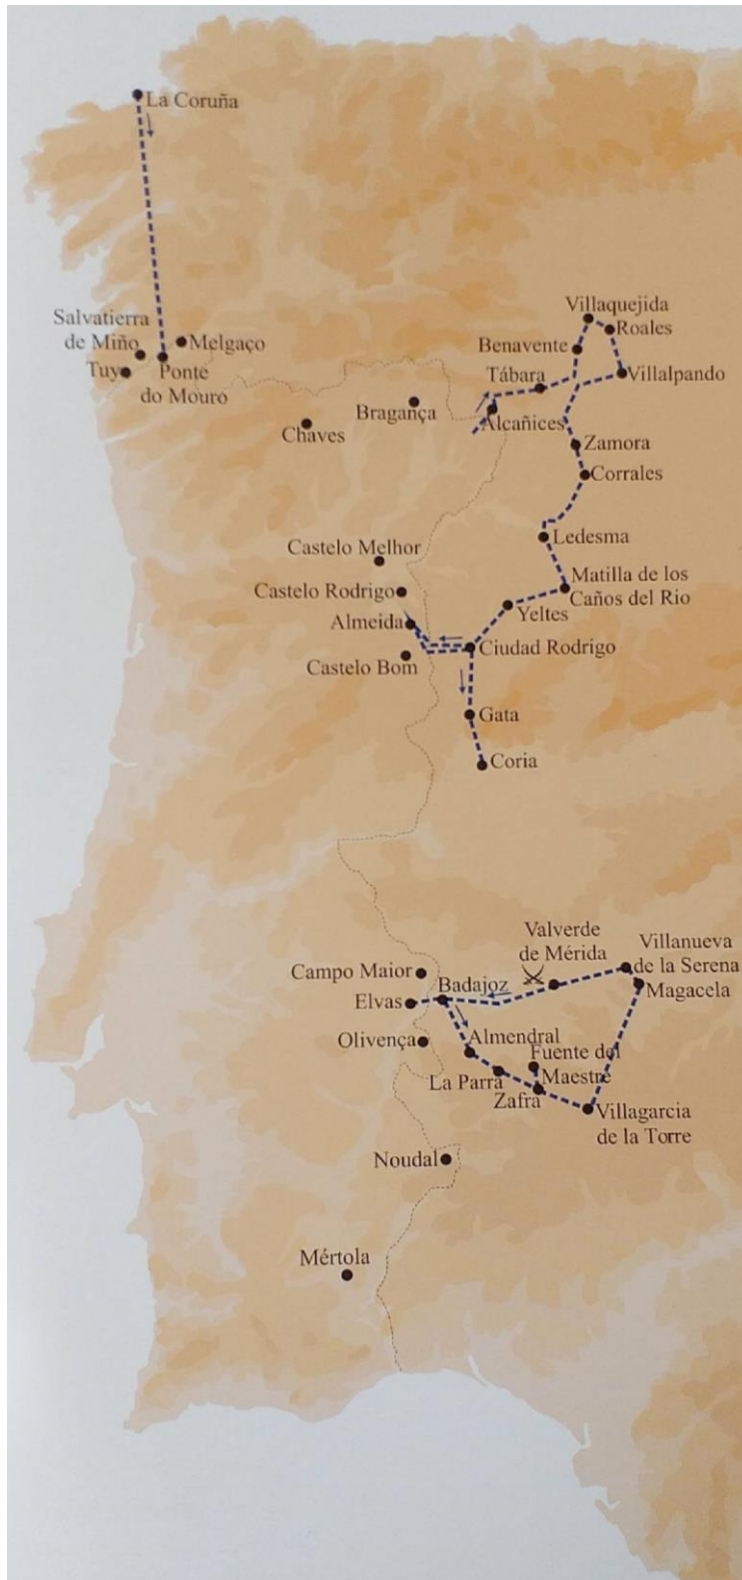 La Coruña
Salvatierra
de Miño
Melgaço
Tuy
Ponte
do Mouro
Villaquejida
Roales
Benavente
Tábara
Villalpando
Bragança
Alcañices
Chaves
Zamora
Corrales
Ledesma
Castelo Melhor
Matilla de los
Caños del Rio
Castelo Rodrigo
Yeltes
Almeida
Ciudad Rodrigo
Castelo Bom
Gata
Coria
Valverde
de Mérida
Villanueva
de la Serena
Campo Maior
Badajoz
Magacela
Elvas
Olivença
Almendral
Fuente del
Maestre
La Parra
Zafra
Villagarcia
de la Torre
Noudal
Mértola